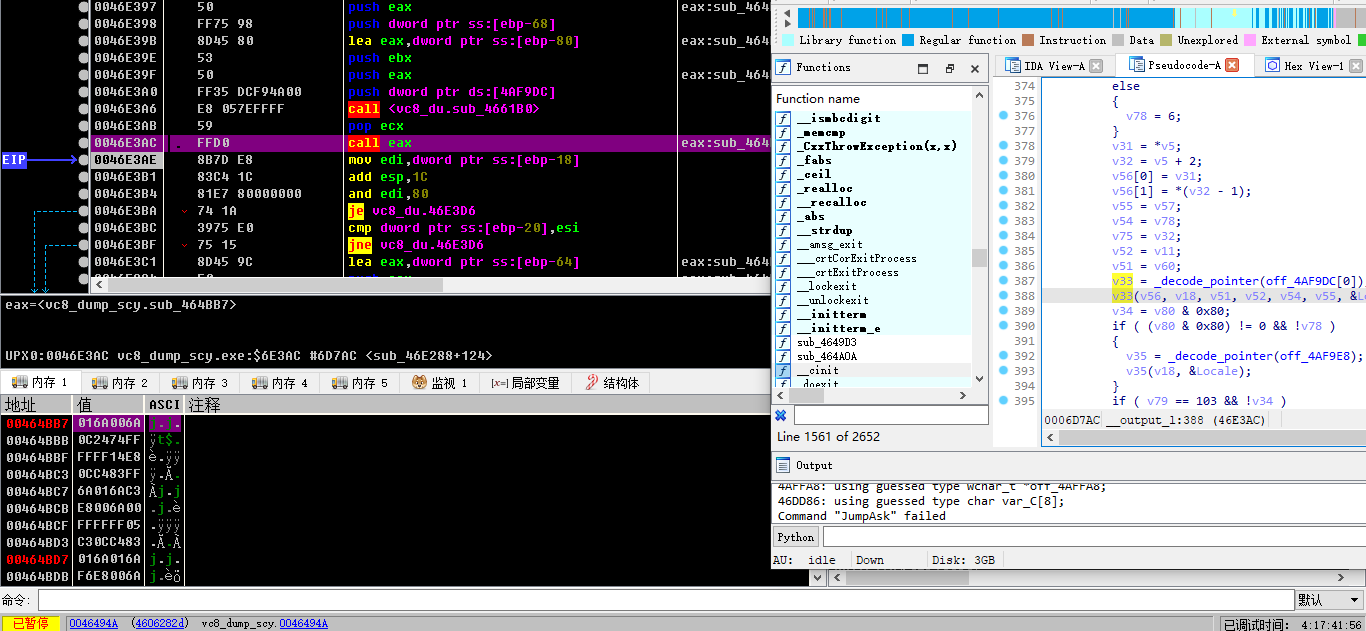 0046E397 50 push eax eax:sub_464
0046E398 FF75 98 push dword ptr ss:[ebp-68]
0046E39B 8D45 80 lea eax,dword ptr ss:[ebp-80] eax:sub_464
0046E39E 53 push ebx
0046E39F 50 push eax eax:sub_464
0046E3A0 FF35 DCF94A00 push dword ptr ds:[4AF9DC]
0046E3A6 E8 057EFFFF call <vc8_du.sub_4661B0>
0046E3AB 59 pop ecx
0046E3AC FFD0 call eax eax:sub_464
EIP 0046E3AE 8B7D E8 mov edi,dword ptr ss:[ebp-18]
0046E3B1 83C4 1C add esp,1C
0046E3B4 81E7 80000000 and edi,80
0046E3BA 74 1A je vc8_du.46E3D6
0046E3BC 3975 E0 cmp dword ptr ss:[ebp-20],esi
0046E3BF 75 15 jne vc8_du.46E3D6
0046E3C1 8D45 9C lea eax,dword ptr ss:[ebp-64] eax:sub_464
eax=<vc8_dump_scy.sub_464BB7>
UPX0:0046E3AC vc8_dump_scy.exe:$6E3AC #6D7AC <sub_46E288+124>
内存 1 内存 2 内存 3 内存 4 内存 5 监视 1 [x=] 局部变量 结构体
地址 值 ASCI 注释
00464BB7 016A006A j.j.
00464BBB 0C2474FF ÿt$.
00464BBF FFFF14E8 è.ÿÿ
00464BC3 0CC483FF ÿ.Ä.
00464BC7 6A016AC3 Ãj.j
00464BCB E8006A00 .j.è
00464BCF FFFFFF05 .ÿÿÿ
00464BD3 C30CC483 .Ä.Ã
00464BD7 016A016A j.j.
00464BDB F6E8006A j.èö
命令:
默认
已暂停 0046494A (4606282d) vc8_dump_scy.0046494A
已调试时间: 4:17:41:56
Library function Regular function Instruction Data Unexplored External symbol
Functions
Function name
__ismbcdigit
_memcmp
_CxxThrowException(x,x)
_fabs
_ceil
_realloc
__recalloc
_abs
__strdup
__amsg_exit
___crtCorExitProcess
___crtExitProcess
__lockexit
__unlockexit
__initterm
__initterm_e
sub_4649D3
sub_464A0A
__cinit
_doexit
Line 1561 of 2652
IDA View-A Pseudocode-A Hex View-1
374 else
375 {
376 v78 = 6;
377 }
378 v31 = *v5;
379 v32 = v5 + 2;
380 v56[0] = v31;
381 v56[1] = *(v32 - 1);
382 v55 = v57;
383 v54 = v78;
384 v75 = v32;
385 v52 = v11;
386 v51 = v60;
387 v33 = _decode_pointer(off_4AF9DC[0])
388 v33(v56, v18, v51, v52, v54, v55, &L
389 v34 = v80 & 0x80;
390 if ( (v80 & 0x80) != 0 && !v78 )
391 {
392 v35 = _decode_pointer(off_4AF9E8);
393 v35(v18, &Locale);
394 }
395 if ( v79 == 103 && !v34 )
0006D7AC __output_l:388 (46E3AC)
Output
4AFFA8: using guessed type wchar_t *off_4AFFA8;
46DD86: using guessed type char var_C[8];
Command "JumpAsk" failed
Python
AU: idle Down Disk: 3GB